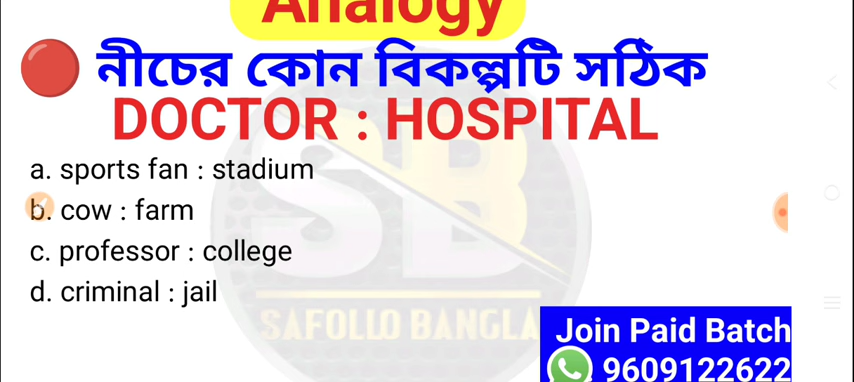 Analogy
নীচের কোন বিকল্পটি সঠিক
DOCTOR : HOSPITAL
a. sports fan : stadium
b. cow : farm
c. professor : college
d. criminal : jail
SB
SAFOLLO BANGLA
Join Paid Batch
9609122622